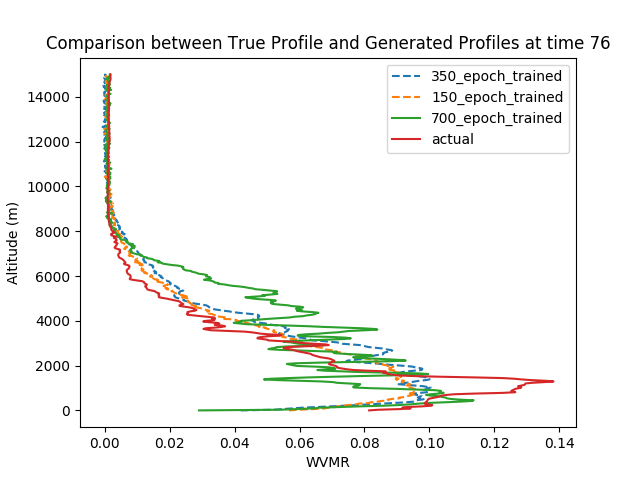 Comparison between True Profile and Generated Profiles at time 76
350_epoch_trained
150_epoch_trained
700_epoch_trained
actual
14000
12000
10000
8000
6000
4000
2000
0
Altitude (m)
0.00 0.02 0.04 0.06 0.08 0.10 0.12 0.14
WVMR